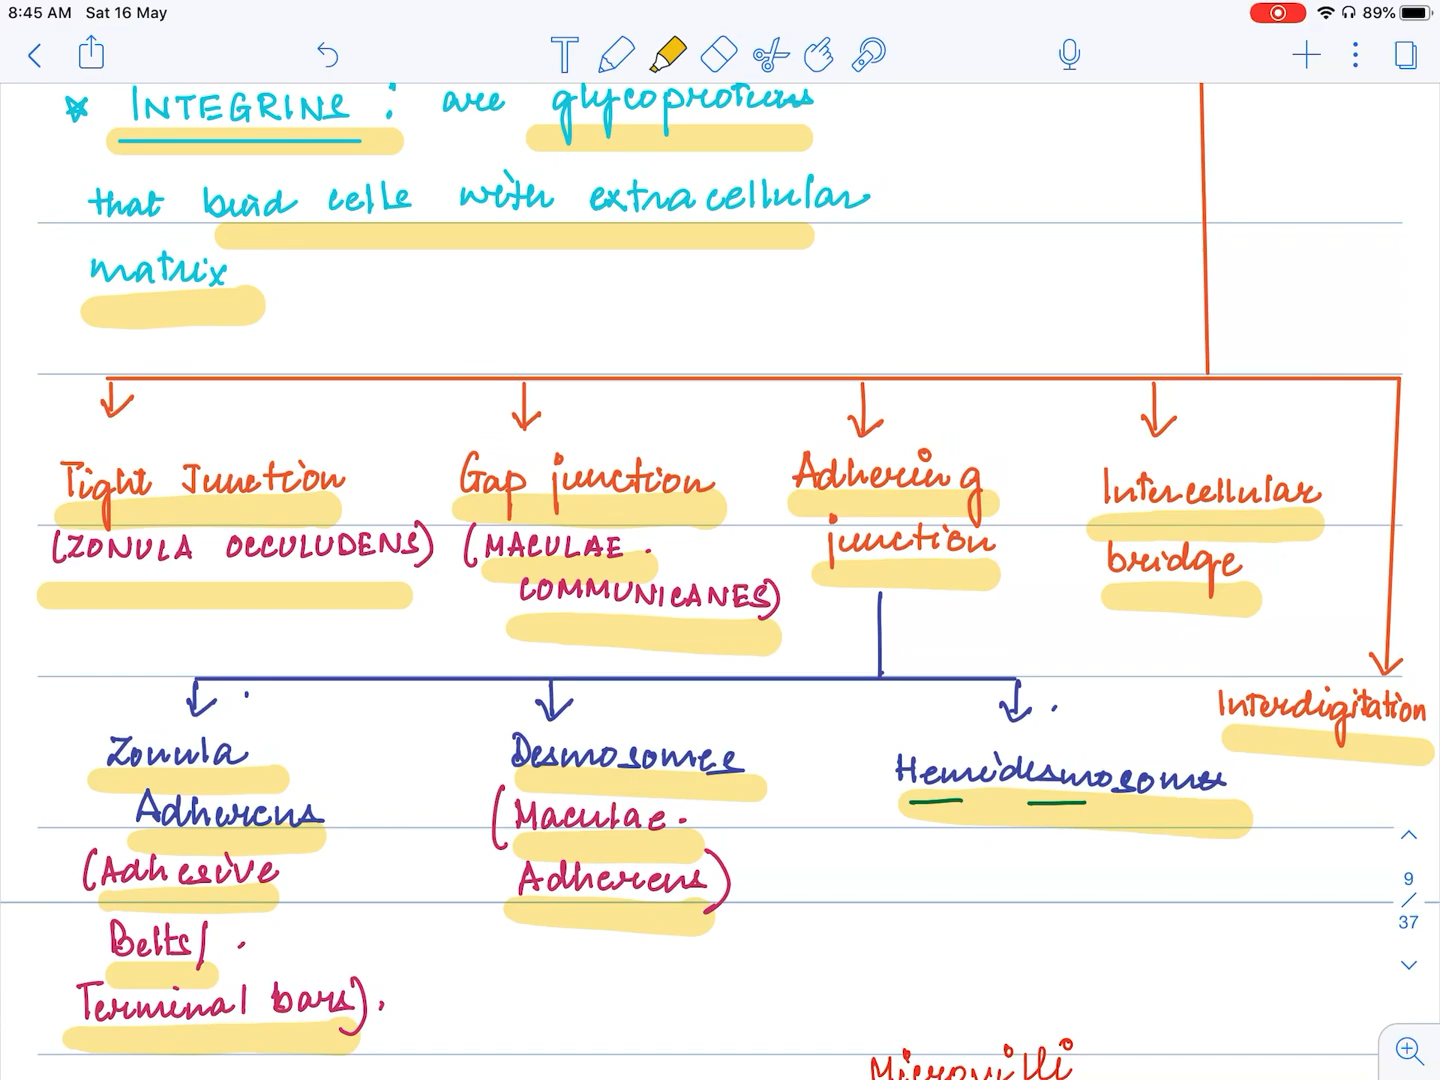 8:45 AM Sat 16 May 89%
☆ INTEGRINS : are glycoproteins
that bind cells with extracellular
matrix
Tight Junction
(ZONULA OCCULUDENS)
Gap junction
(MACULAE
COMMUNICANES)
Adhering
junction
Intercellular
bridge
Interdigitation
Zonula
Adherens
(Adhesive
Belts/
Terminal bars).
Desmosomes
(Maculae
Adherens)
Hemidesmosomes
9
/
37
Microvilli